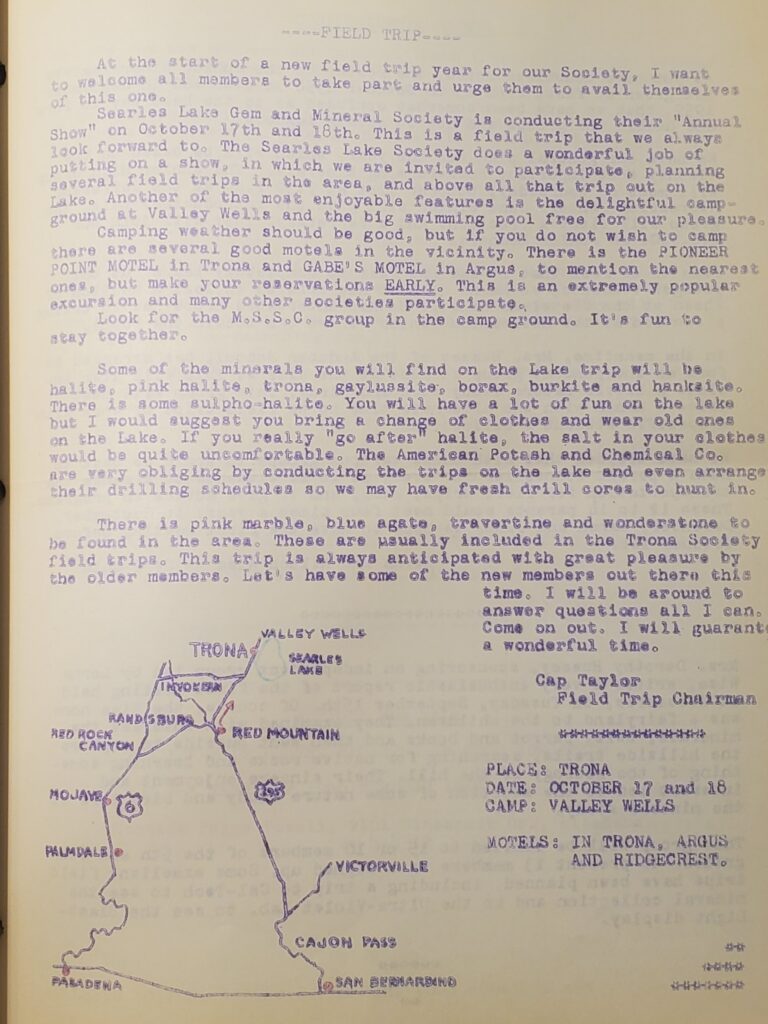 ----FIELD TRIP----
At the start of a new field trip year for our Society, I want
to welcome all members to take part and urge them to avail themselves
of this one.
Searles Lake Gem and Mineral Society is conducting their "Annual
Show" on October 17th and 18th. This is a field trip that we always
look forward to. The Searles Lake Society does a wonderful job of
putting on a show, in which we are invited to participate, planning
several field trips in the area, and above all that trip out on the
Lake. Another of the most enjoyable features is the delightful camp-
ground at Valley Wells and the big swimming pool free for our pleasure.
Camping weather should be good, but if you do not wish to camp
there are several good motels in the vicinity. There is the PIONEER
POINT MOTEL in Trona and GABE'S MOTEL in Argus, to mention the nearest
ones, but make your reservations EARLY. This is an extremely popular
excursion and many other societies participate.
Look for the M.S.S.C. group in the camp ground. It's fun to
stay together.
Some of the minerals you will find on the Lake trip will be
halite, pink halite, trona, gaylussite, borax, burkite and hanksite.
There is some sulpho-halite. You will have a lot of fun on the lake
but I would suggest you bring a change of clothes and wear old ones
on the Lake. If you really "go after" halite, the salt in your clothes
would be quite uncomfortable. The American Potash and Chemical Co.
are very obliging by conducting the trips on the lake and even arrange
their drilling schedules so we may have fresh drill cores to hunt in.
There is pink marble, blue agate, travertine and wonderstone to
be found in the area. These are usually included in the Trona Society
field trips. This trip is always anticipated with great pleasure by
the older members. Let's have some of the new members out there this
time. I will be around to
answer questions all I can.
Come on out. I will guarant
a wonderful time.
Cap Taylor
Field Trip Chairman
*************
PLACE: TRONA
DATE: OCTOBER 17 and 18
CAMP: VALLEY WELLS
MOTELS: IN TRONA, ARGUS
AND RIDGECREST.
VALLEY WELLS
TRONA
SEARLES
LAKE
INYOKERN
RANDSBURG
RED ROCK
CANYON
RED MOUNTAIN
MOJAVE
6
395
PALMDALE
VICTORVILLE
CAJON PASS
PASADENA
SAN BERNARDINO
**
****
*******